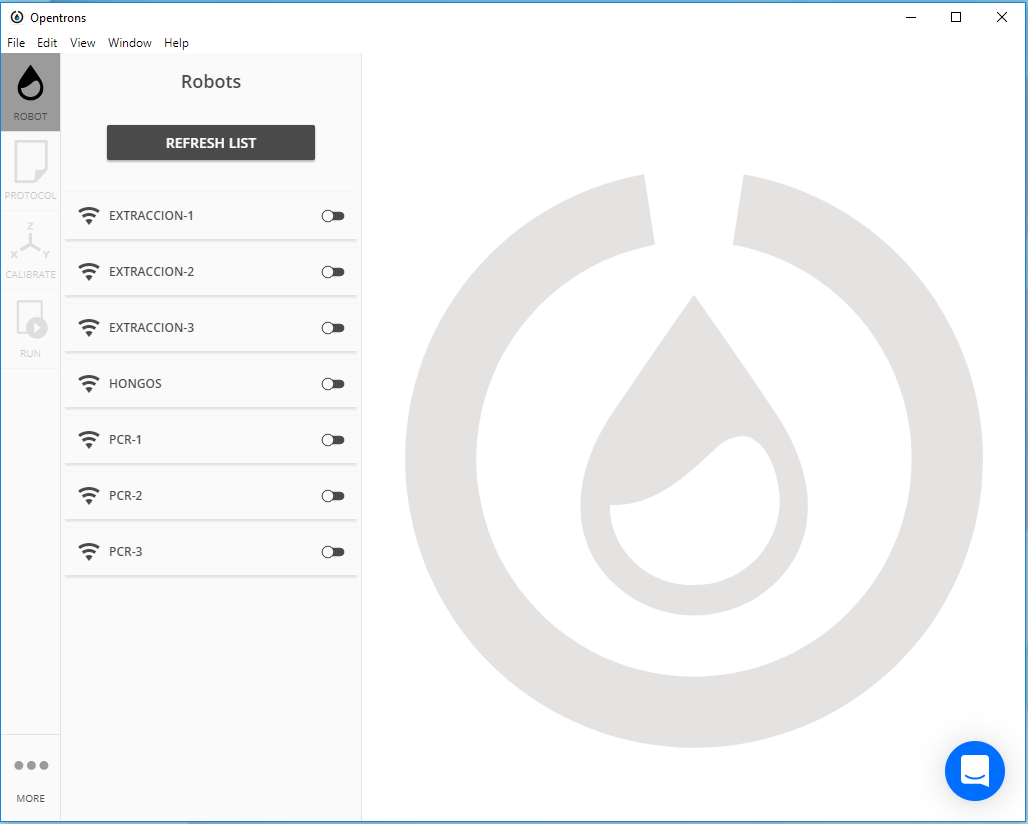 Opentrons
File Edit View Window Help
ROBOT
PROTOCOL
Z
X Y
CALIBRATE
RUN
MORE
Robots
REFRESH LIST
EXTRACCION-1
EXTRACCION-2
EXTRACCION-3
HONGOS
PCR-1
PCR-2
PCR-3